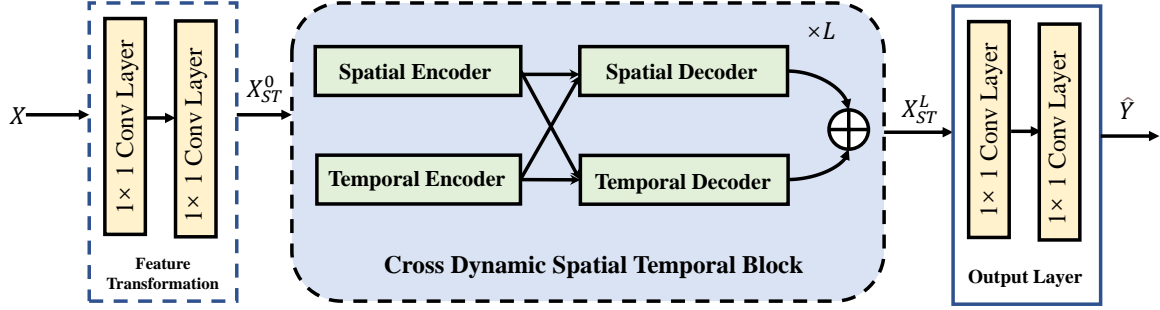 X
1× 1 Conv Layer
1× 1 Conv Layer
Feature
Transformation
X_{ST}^{0}
×L
Spatial Encoder
Spatial Decoder
Temporal Encoder
Temporal Decoder
Cross Dynamic Spatial Temporal Block
X_{ST}^{L}
1× 1 Conv Layer
1× 1 Conv Layer
Output Layer
Ŷ